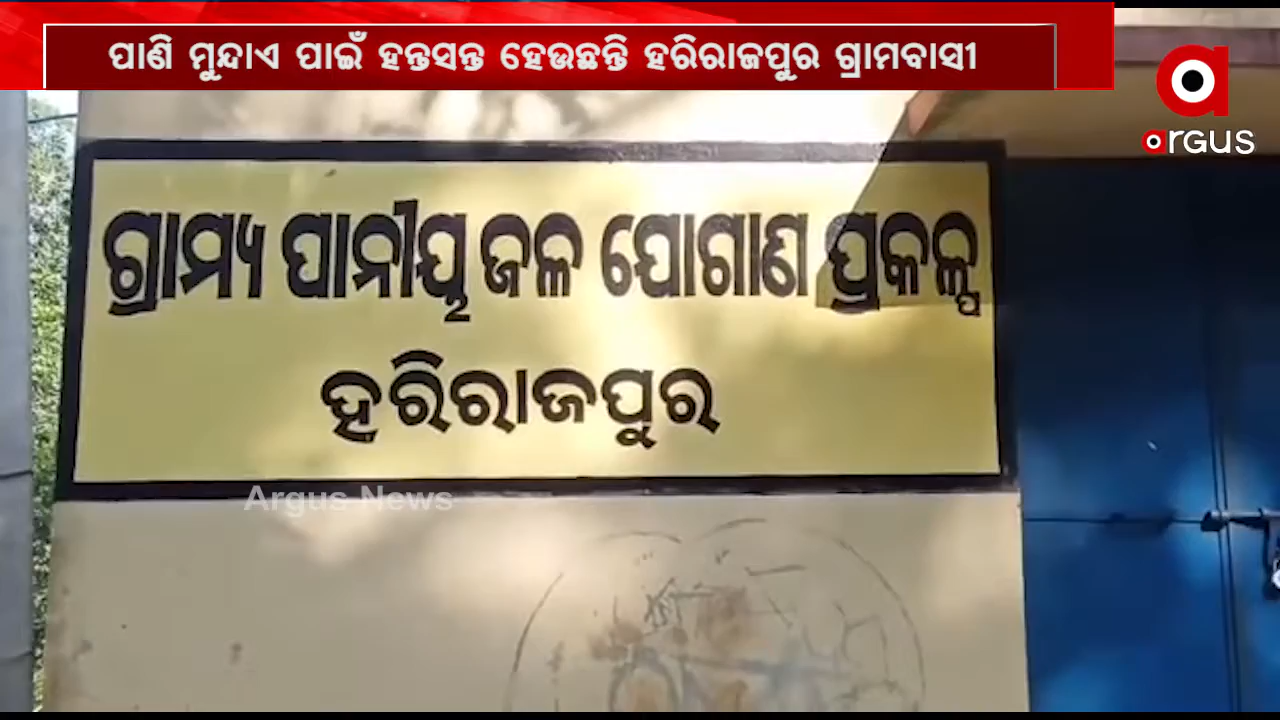 ପାଣି ମୁନ୍ଦାଏ ପାଇଁ ହନ୍ତସନ୍ତ ହେଉଛନ୍ତି ହରିରାଜପୁର ଗ୍ରାମବାସୀ
argus
ଗ୍ରାମ୍ୟ ପାନୀୟ ଜଳ ଯୋଗାଣ ପ୍ରକଳ୍ପ
ହରିରାଜପୁର
Argus News